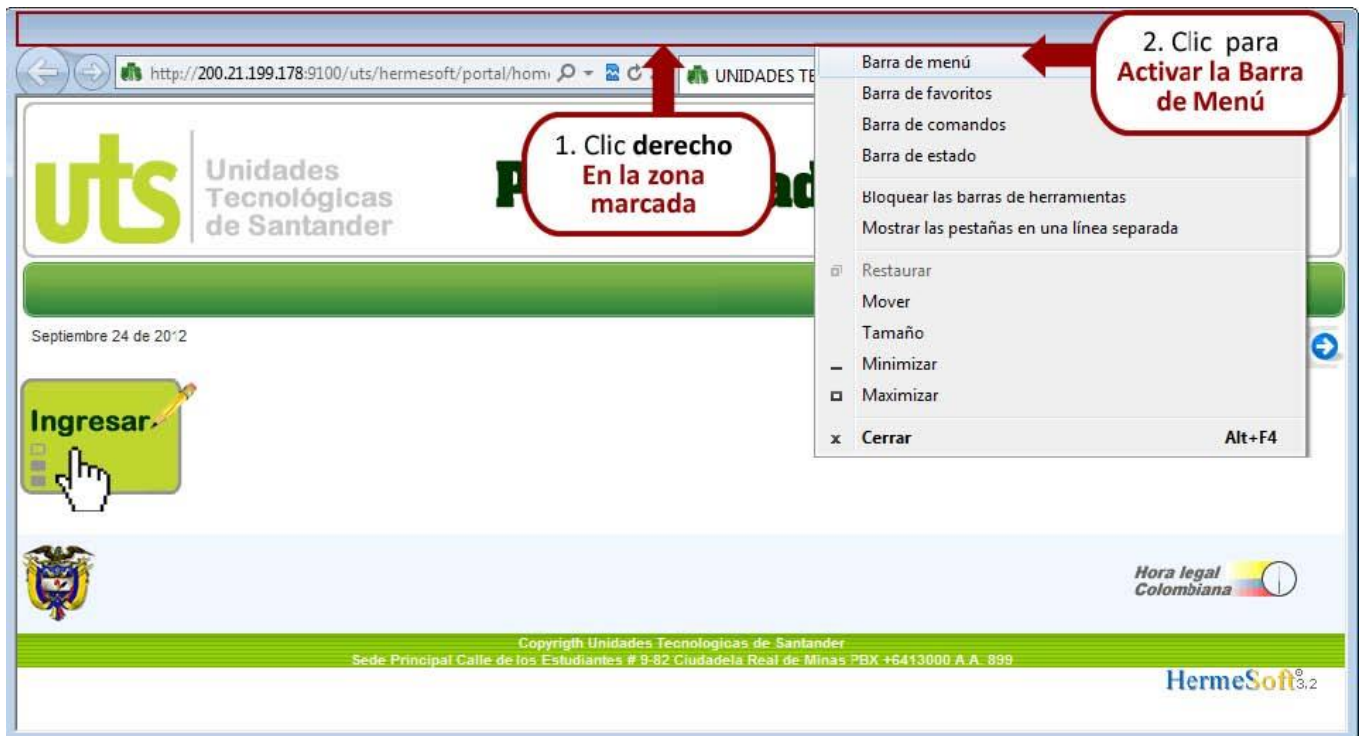 2. Clic para
Activar la Barra
de Menú
http://200.21.199.178:9100/uts/hermesoft/portal/hom
UNIDADES TE
1. Clic derecho
En la zona
marcada
Barra de menú
Barra de favoritos
Barra de comandos
Barra de estado
Bloquear las barras de herramientas
Mostrar las pestañas en una línea separada
Restaurar
Mover
Tamaño
Minimizar
Maximizar
x Cerrar Alt+F4
uts
Unidades
Tecnológicas
de Santander
P
ad
Septiembre 24 de 2012
Ingresar
Hora legal
Colombiana
Copyrigth Unidades Tecnologicas de Santander
Sede Principal Calle de los Estudiantes # 9-82 Ciudadela Real de Minas PBX +6413000 A.A. 899
HermeSoft® 3.2